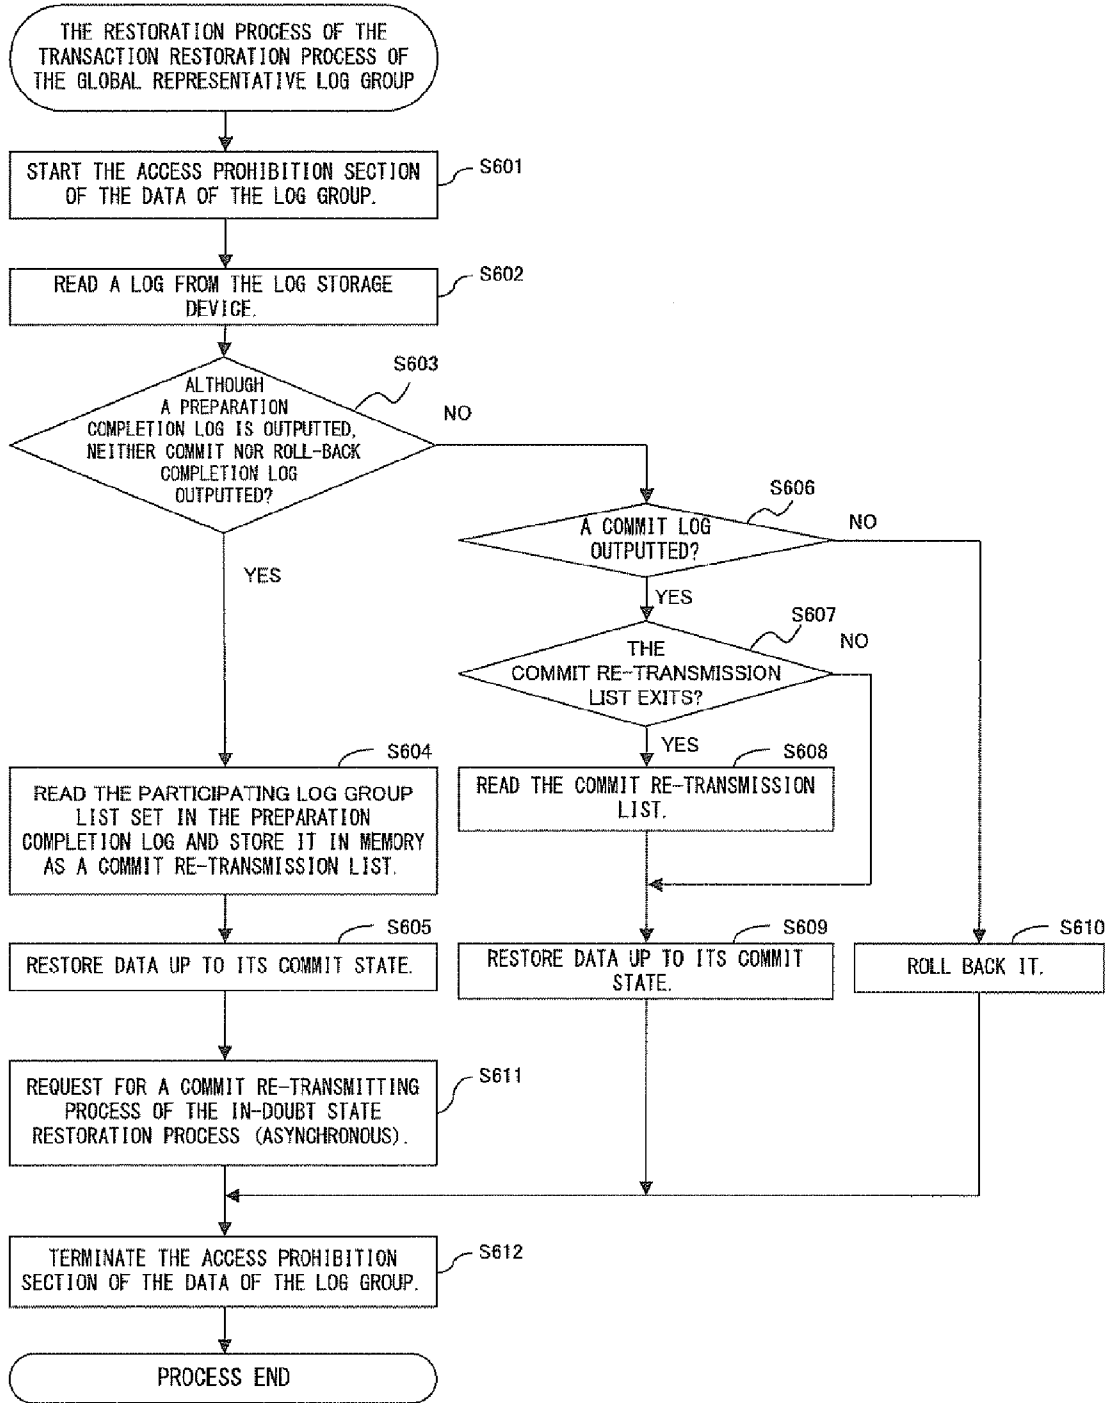 THE RESTORATION PROCESS OF THE
TRANSACTION RESTORATION PROCESS OF
THE GLOBAL REPRESENTATIVE LOG GROUP
START THE ACCESS PROHIBITION SECTION
OF THE DATA OF THE LOG GROUP.
S601
READ A LOG FROM THE LOG STORAGE
DEVICE.
S602
ALTHOUGH
A PREPARATION
COMPLETION LOG IS OUTPUTTED,
NEITHER COMMIT NOR ROLL-BACK
COMPLETION LOG
OUTPUTTED?
S603
NO
YES
A COMMIT LOG
OUTPUTTED?
S606
NO
YES
THE
COMMIT RE-TRANSMISSION
LIST EXITS?
S607
NO
YES
S604
READ THE PARTICIPATING LOG GROUP
LIST SET IN THE PREPARATION
COMPLETION LOG AND STORE IT IN MEMORY
AS A COMMIT RE-TRANSMISSION LIST.
S608
READ THE COMMIT RE-TRANSMISSION
LIST.
S605
RESTORE DATA UP TO ITS COMMIT STATE.
S609
RESTORE DATA UP TO ITS COMMIT
STATE.
S610
ROLL BACK IT.
REQUEST FOR A COMMIT RE-TRANSMITTING
PROCESS OF THE IN-DOUBT STATE
RESTORATION PROCESS (ASYNCHRONOUS).
S611
TERMINATE THE ACCESS PROHIBITION
SECTION OF THE DATA OF THE LOG GROUP.
S612
PROCESS END